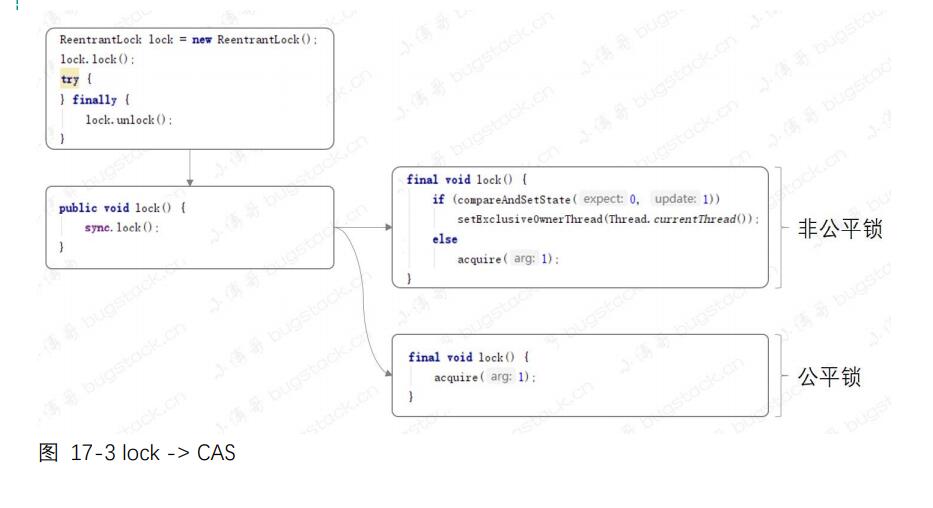 ReentrantLock lock = new ReentrantLock();
lock.lock();
try {
} finally {
lock.unlock();
}
public void lock() {
sync.lock();
}
final void lock() {
if (compareAndSetState( expect: 0, update: 1))
setExclusiveOwnerThread(Thread.currentThread());
else
acquire( arg: 1);
}
非公平锁
final void lock() {
acquire( arg: 1);
}
公平锁
图 17-3 lock -> CAS
小傅哥 bugstack.cn